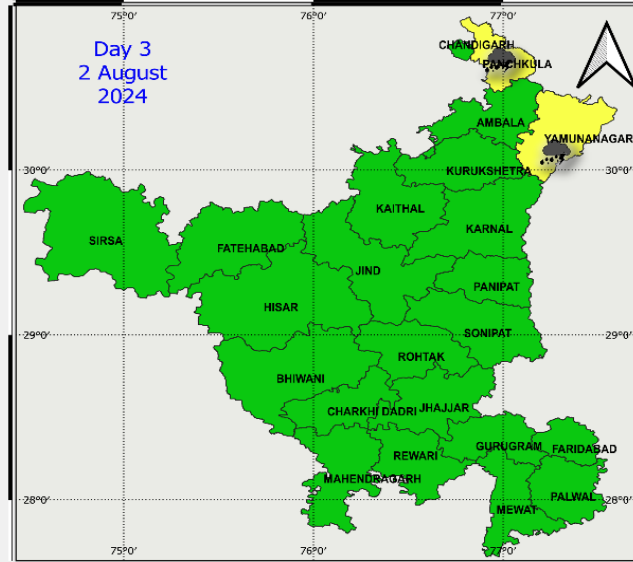 75°0' 76°0' 77°0'
Day 3
2 August
2024
CHANDIGARH
PANCHKULA
AMBALA
YAMUNANAGAR
30°0' 30°0'
KURUKSHETRA
KAITHAL
KARNAL
SIRSA
FATEHABAD
JIND
PANIPAT
HISAR
29°0' 29°0'
SONIPAT
ROHTAK
BHIWANI
CHARKHI DADRI
JHAJJAR
GURUGRAM
FARIDABAD
REWARI
MAHENDRAGARH
PALWAL
28°0' 28°0'
MEWAT
75°0' 76°0' 77°0'